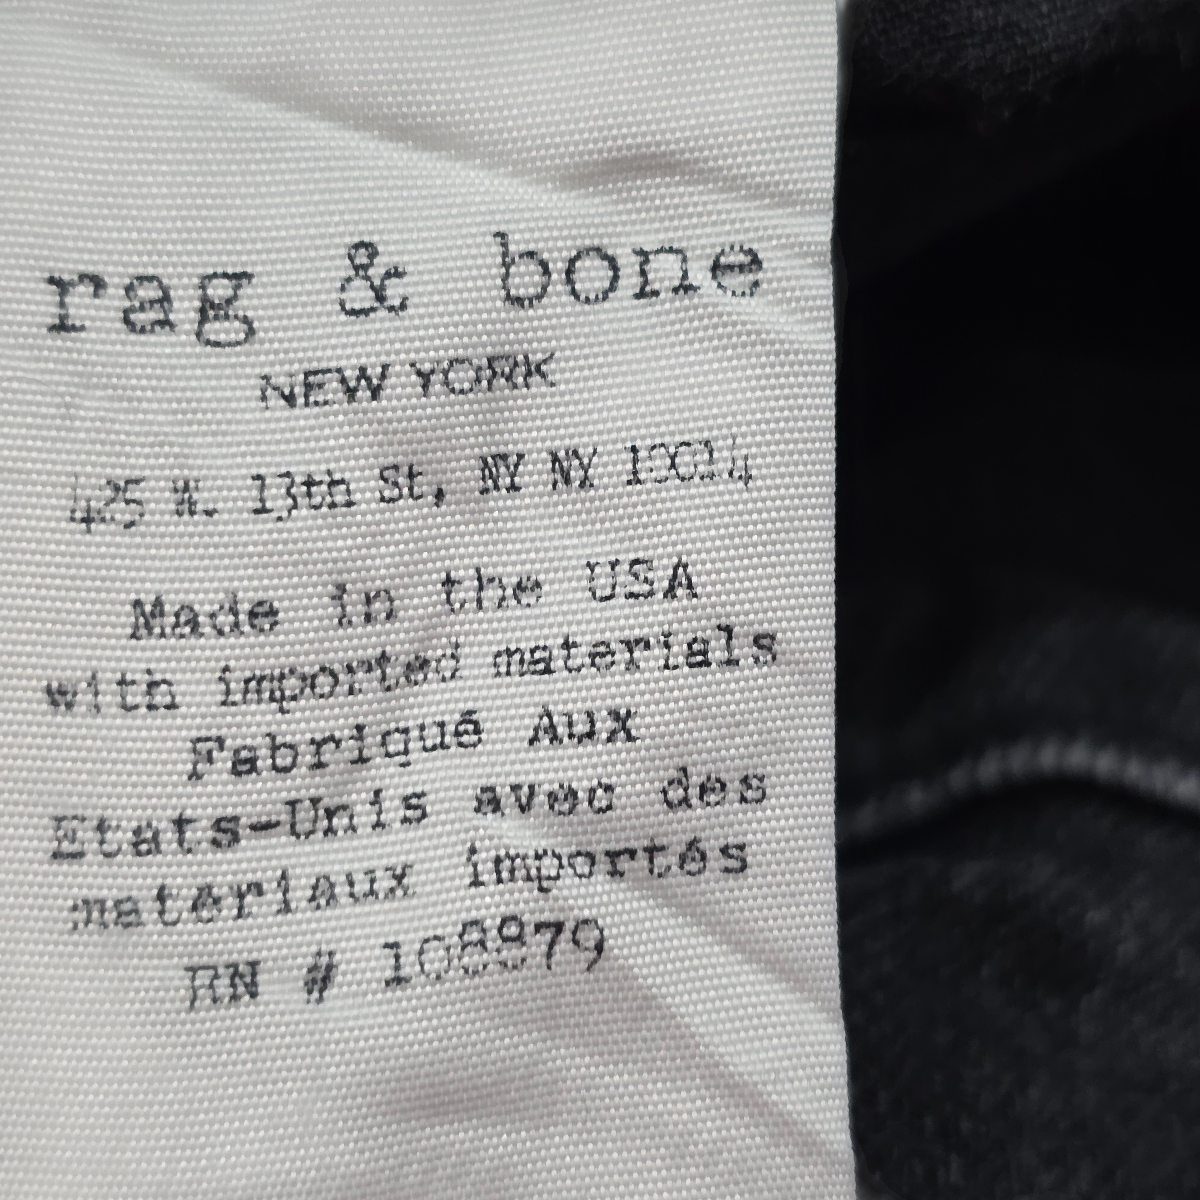 rag & bone
NEW YORK
425 W. 13th St, NY NY 10014
Made in the USA
with imported materials
Fabriqué Aux
Etats-Unis avec des
materiaux importés
RN # 108879